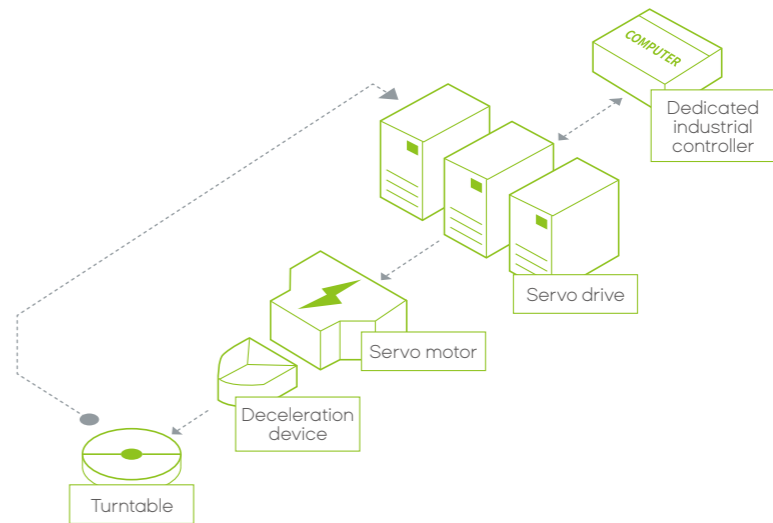 COMPUTER
Dedicated
industrial
controller
Servo drive
Servo motor
Deceleration
device
Turntable